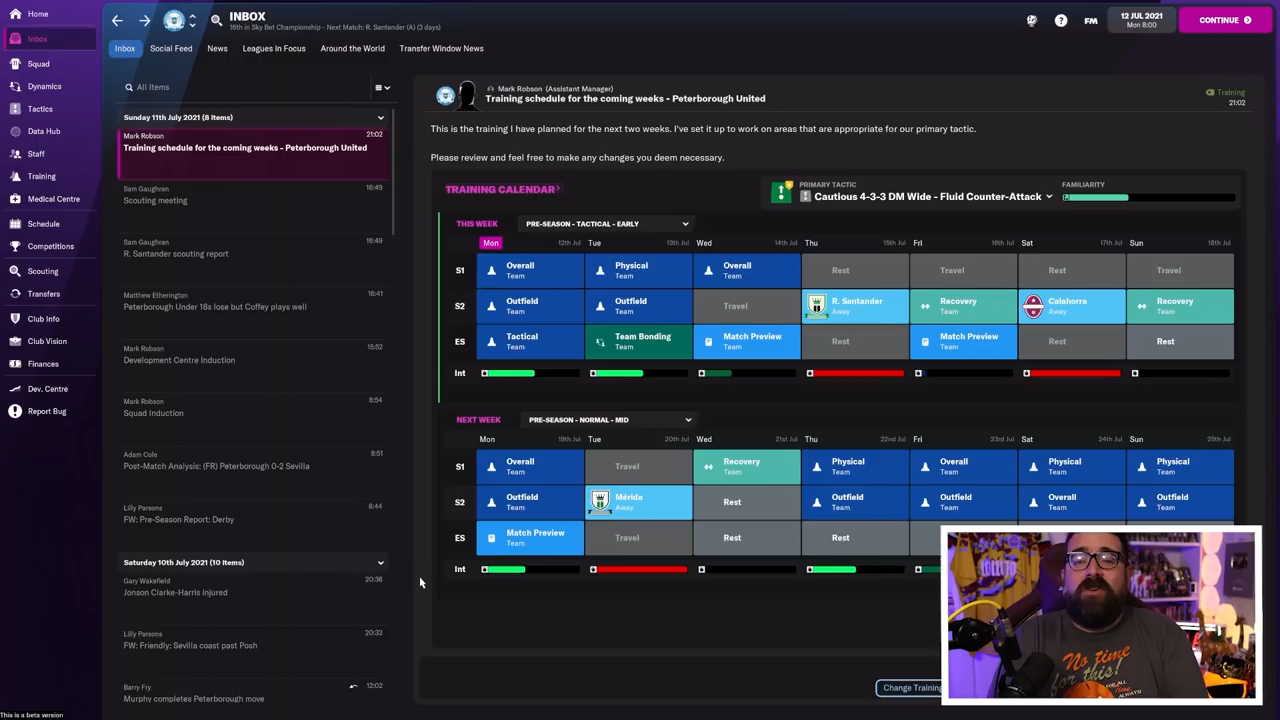 Home
Inbox
Squad
Dynamics
Tactics
Data Hub
Staff
Training
Medical Centre
Schedule
Competitions
Scouting
Transfers
Club Info
Club Vision
Finances
Dev. Centre
Report Bug
This is a beta version
INBOX
16th in Sky Bet Championship - Next Match: R. Santander (A) (3 days)
FM
12 JUL 2021
Mon 8:00
CONTINUE
Inbox
Social Feed
News
Leagues in Focus
Around the World
Transfer Window News
All Items
Sunday 11th July 2021 (8 Items)
Mark Robson 21:02
Training schedule for the coming weeks - Peterborough United
Sam Gaughran 16:49
Scouting meeting
Sam Gaughran 16:49
R. Santander scouting report
Matthew Etherington 16:41
Peterborough Under 18s lose but Coffey plays well
Mark Robson 15:52
Development Centre Induction
Mark Robson 8:54
Squad Induction
Adam Cole 8:51
Post-Match Analysis: (FR) Peterborough 0-2 Sevilla
Lilly Parsons 8:44
FW: Pre-Season Report: Derby
Saturday 10th July 2021 (10 Items)
Gary Wakefield 20:36
Jonson Clarke-Harris injured
Lilly Parsons 20:33
FW: Friendly: Sevilla coast past Posh
Barry Fry 12:02
Murphy completes Peterborough move
Mark Robson (Assistant Manager)
Training schedule for the coming weeks - Peterborough United
Training
21:02
This is the training I have planned for the next two weeks. I've set it up to work on areas that are appropriate for our primary tactic.
Please review and feel free to make any changes you deem necessary.
TRAINING CALENDAR
PRIMARY TACTIC
Cautious 4-3-3 DM Wide - Fluid Counter-Attack
FAMILIARITY
THIS WEEK PRE-SEASON - TACTICAL - EARLY
Mon 12th Jul Tue 13th Jul Wed 14th Jul Thu 15th Jul Fri 16th Jul Sat 17th Jul Sun 18th Jul
S1 Overall Team Physical Team Overall Team Rest Travel Rest Travel
S2 Outfield Team Outfield Team Travel R. Santander Away Recovery Team Calahorra Away Recovery Team
ES Tactical Team Team Bonding Team Match Preview Team Rest Match Preview Team Rest Rest
Int
NEXT WEEK PRE-SEASON - NORMAL - MID
Mon 19th Jul Tue 20th Jul Wed 21st Jul Thu 22nd Jul Fri 23rd Jul Sat 24th Jul Sun 25th Jul
S1 Overall Team Travel Recovery Team Physical Team Overall Team Physical Team Physical Team
S2 Outfield Team Mérida Away Rest Outfield Team Outfield Team Overall Team Outfield Team
ES Match Preview Team Travel Rest Rest
Int
Change Training
No time
for this!
ALWAYS!